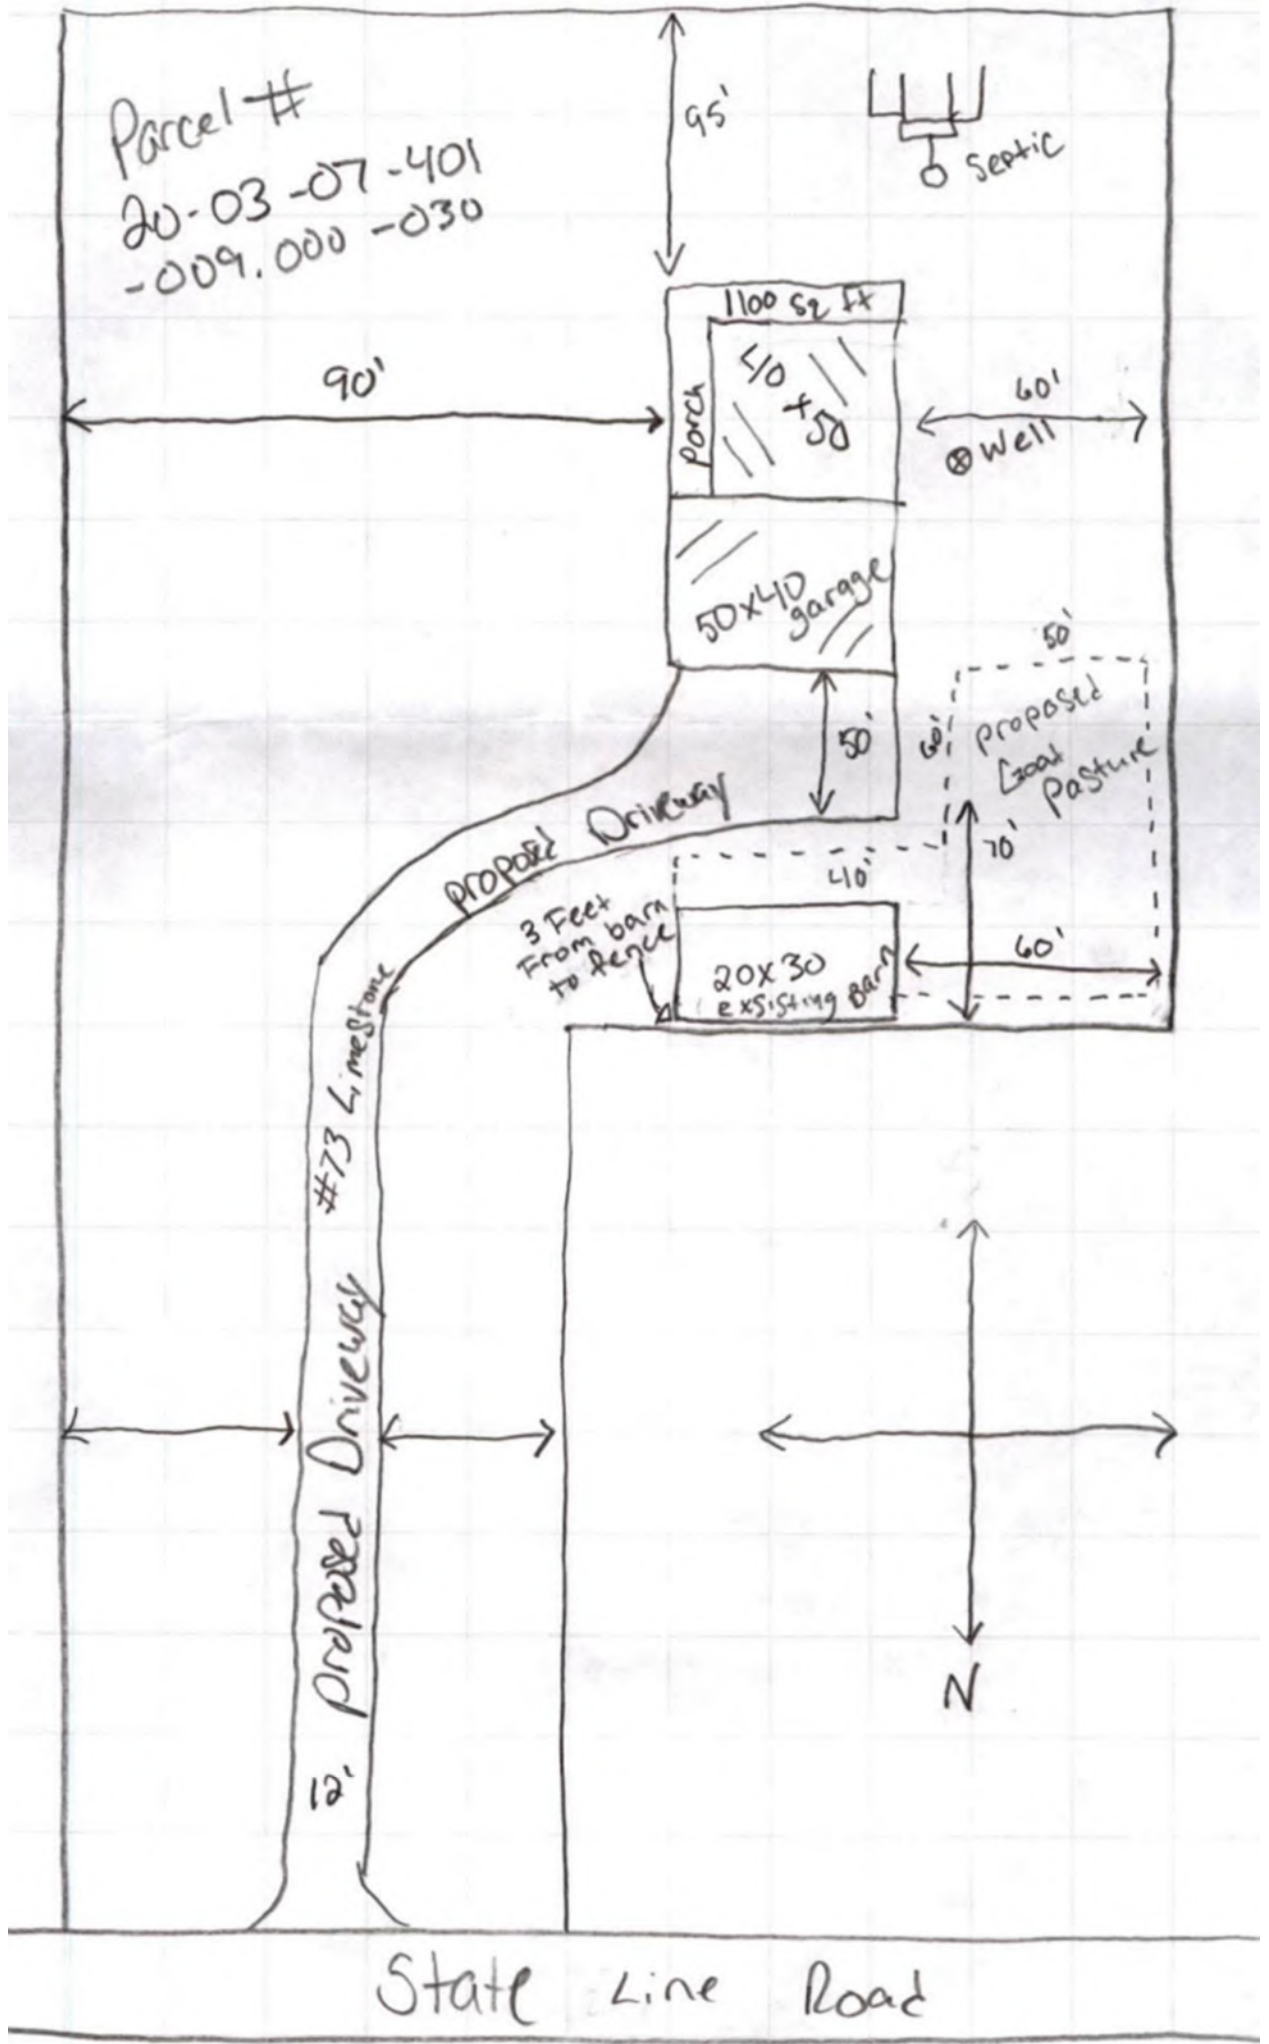 Parcel #
20-03-07-401
-009.000-030
95'
Septic
1100 sq ft
Porch
40
x
50
90'
60'
Well
50x40
garage
50'
50'
60'
proposed
Goat
Pasture
70'
proposed Driveway
40'
3 Feet
From barn
to fence
20x30
exsisting Barn
60'
#73 Limestone
12' proposed Driveway
N
State Line Road